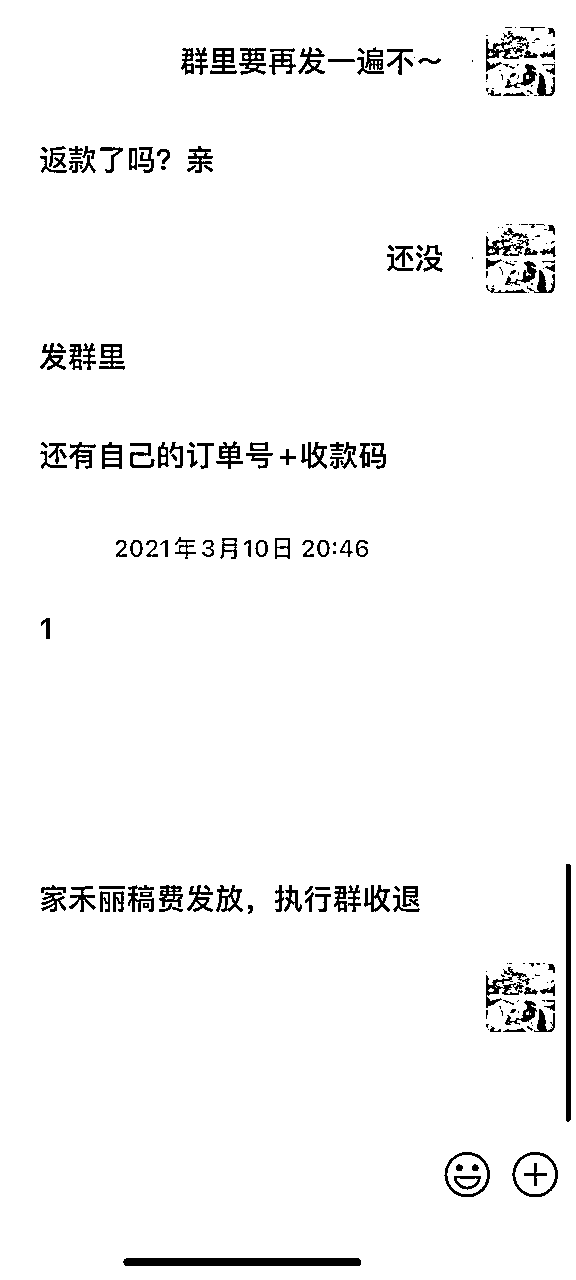 群里要再发一遍不～
返款了吗？亲
还没
发群里
还有自己的订单号+收款码
2021年3月10日 20:46
1
家禾丽稿费发放，执行群收退